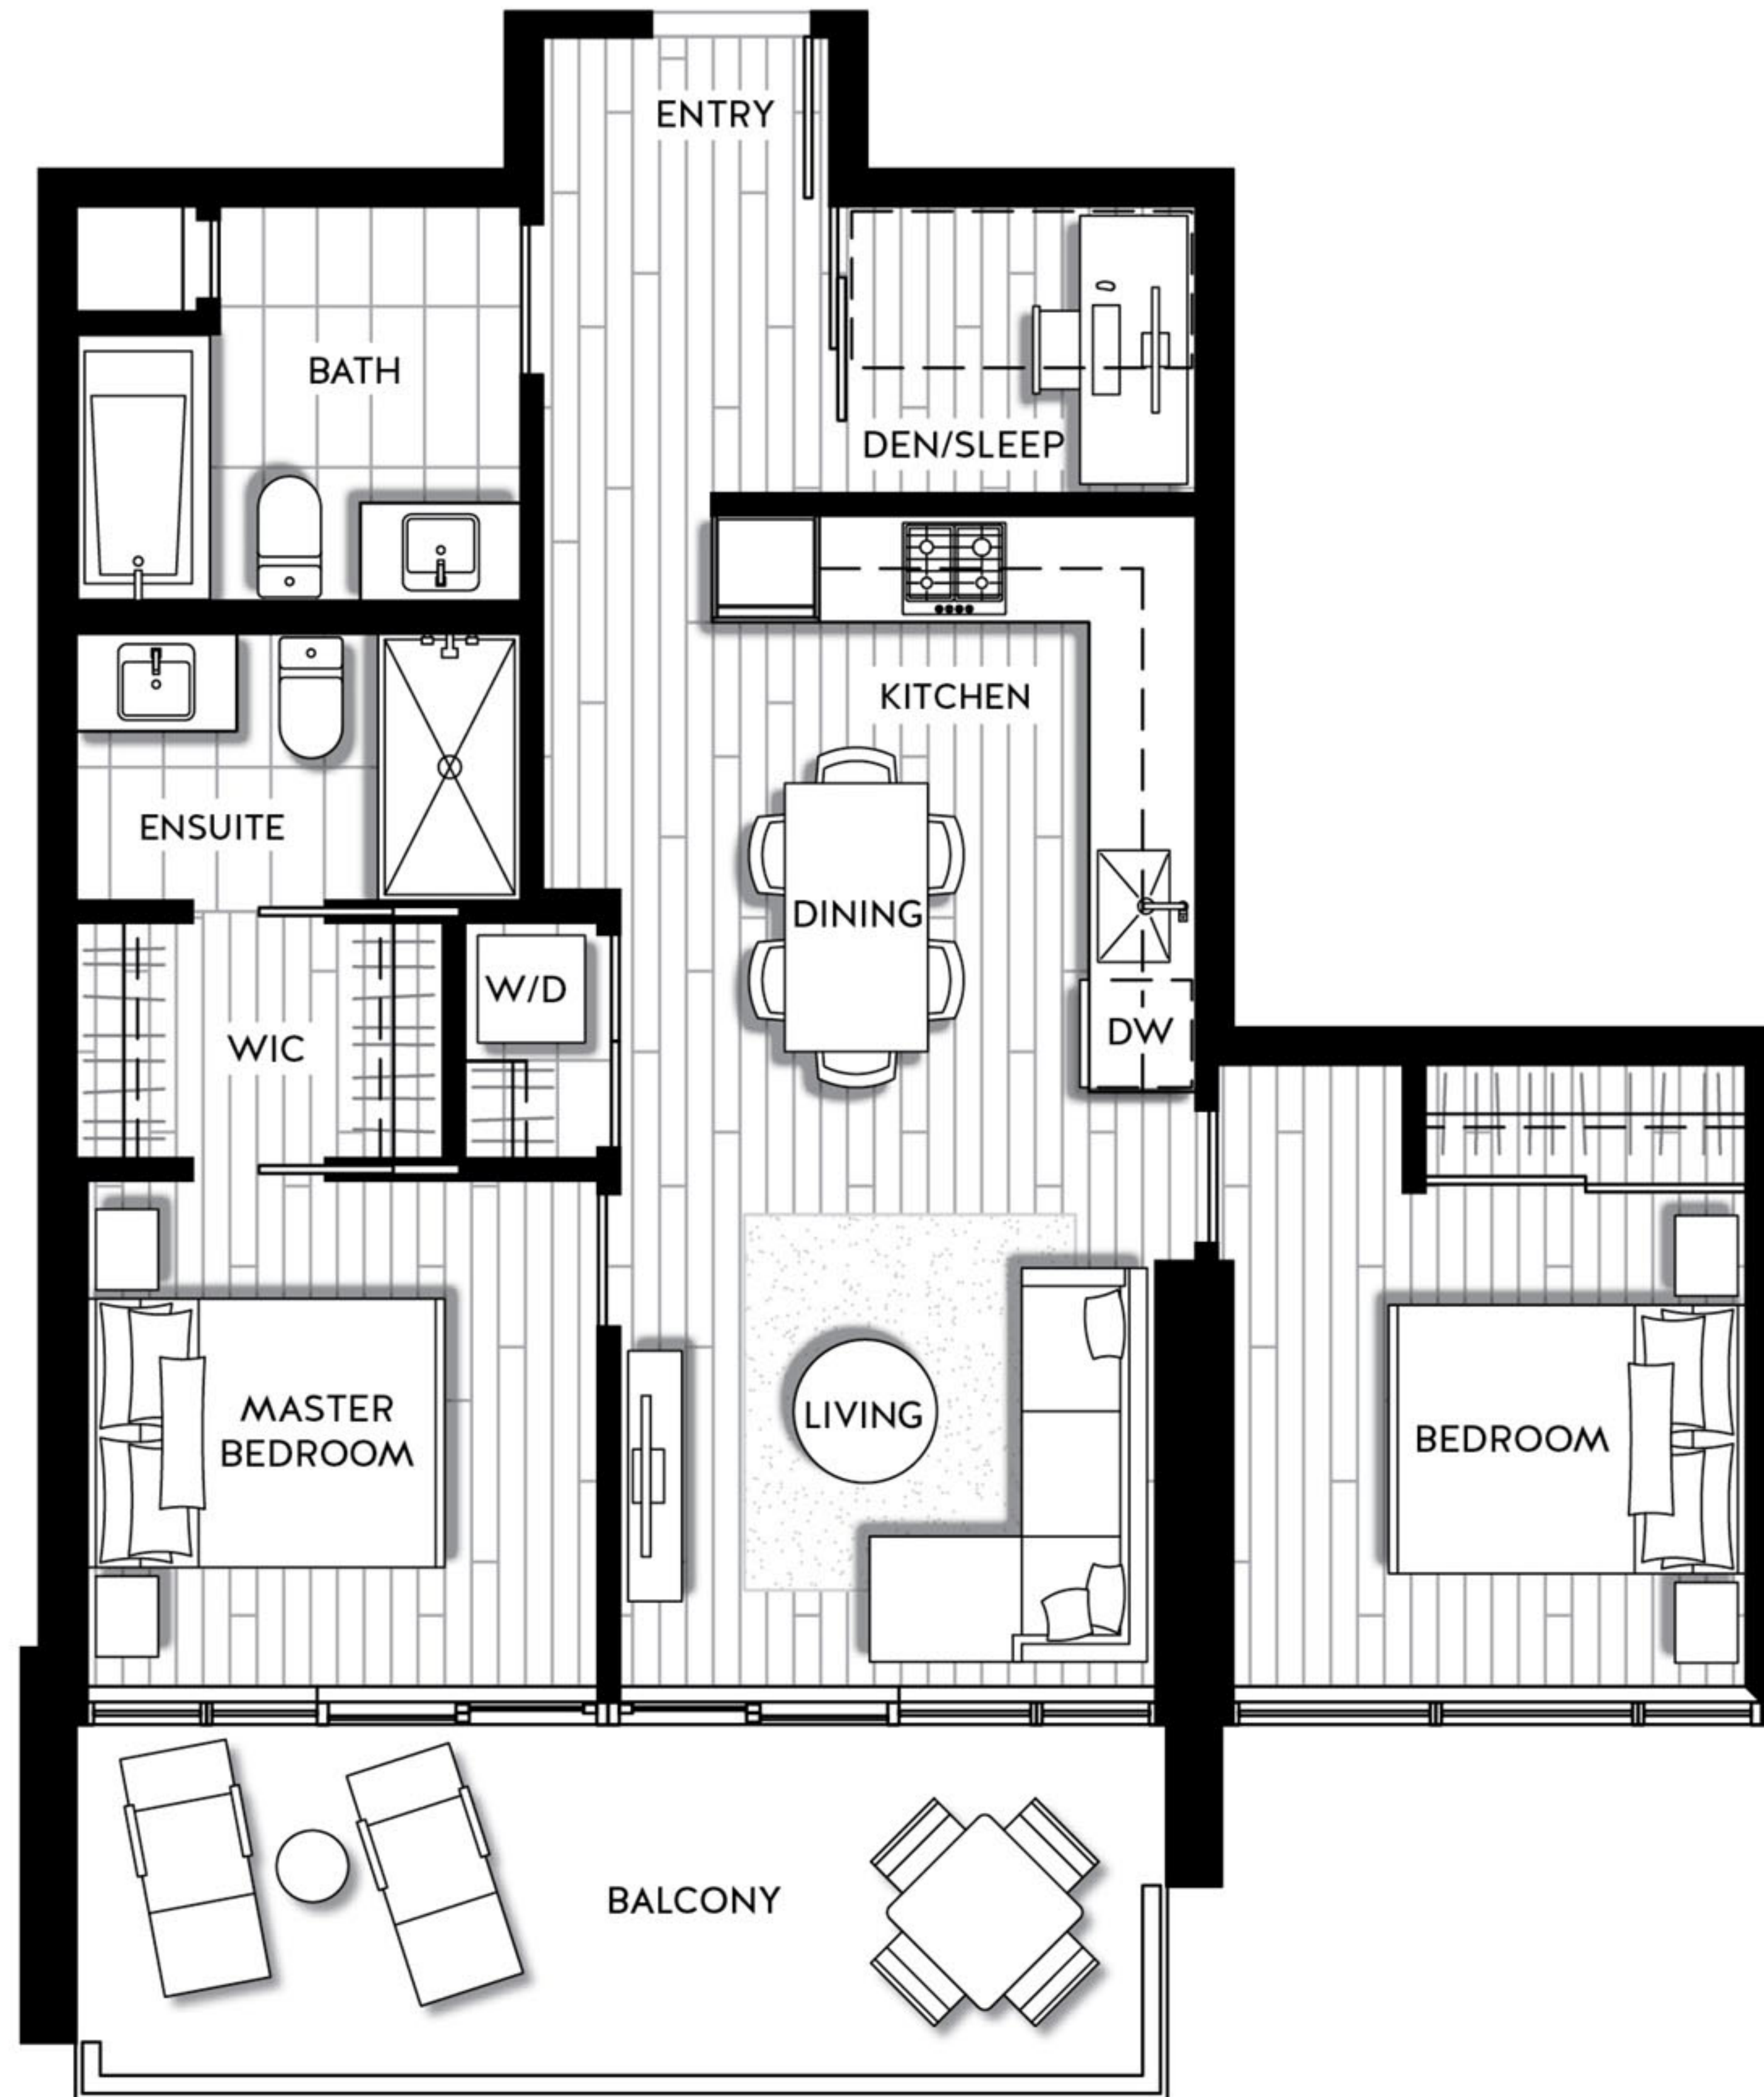 ENTRY
BATH
DEN/SLEEP
KITCHEN
ENSUITE
DINING
W/D
WIC
DW
MASTER
BEDROOM
LIVING
BEDROOM
BALCONY